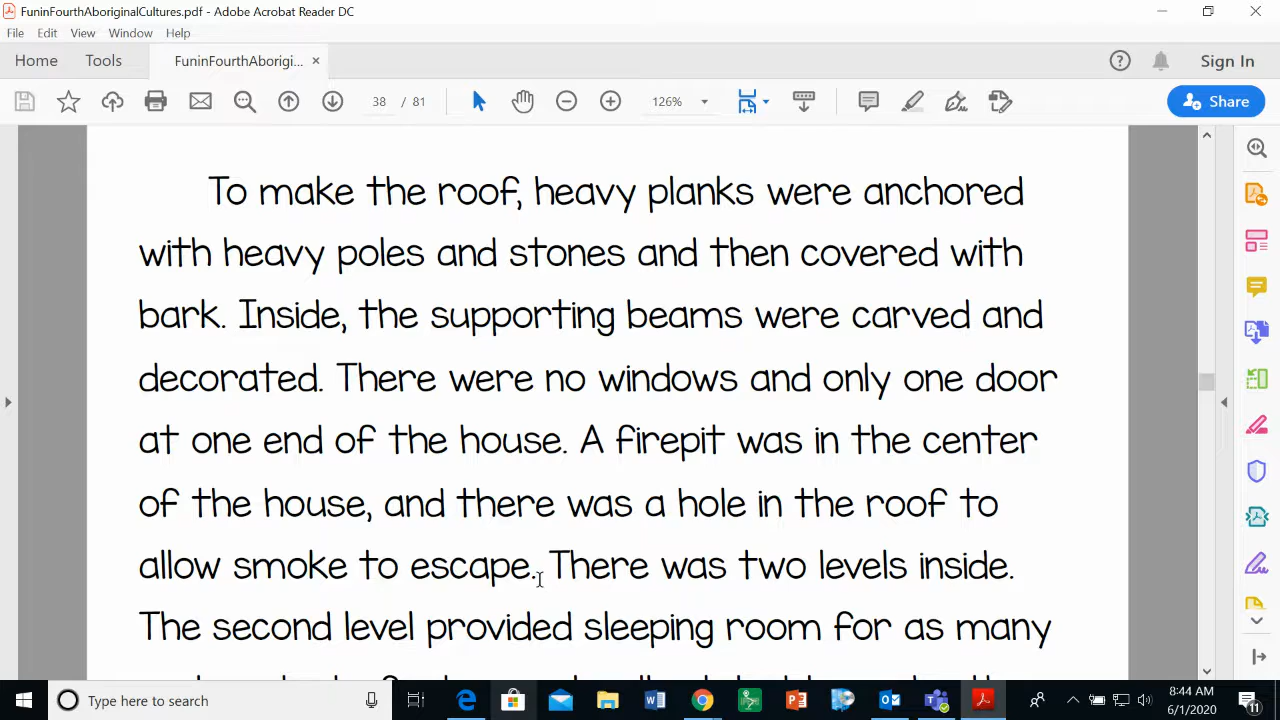 FuninFourthAboriginalCultures.pdf - Adobe Acrobat Reader DC
File Edit View Window Help
Home Tools FuninFourthAborigi... × Sign In
38 / 81 126% Share
To make the roof, heavy planks were anchored
with heavy poles and stones and then covered with
bark. Inside, the supporting beams were carved and
decorated. There were no windows and only one door
at one end of the house. A firepit was in the center
of the house, and there was a hole in the roof to
allow smoke to escape. There was two levels inside.
The second level provided sleeping room for as many
Type here to search
8:44 AM
6/1/2020
11